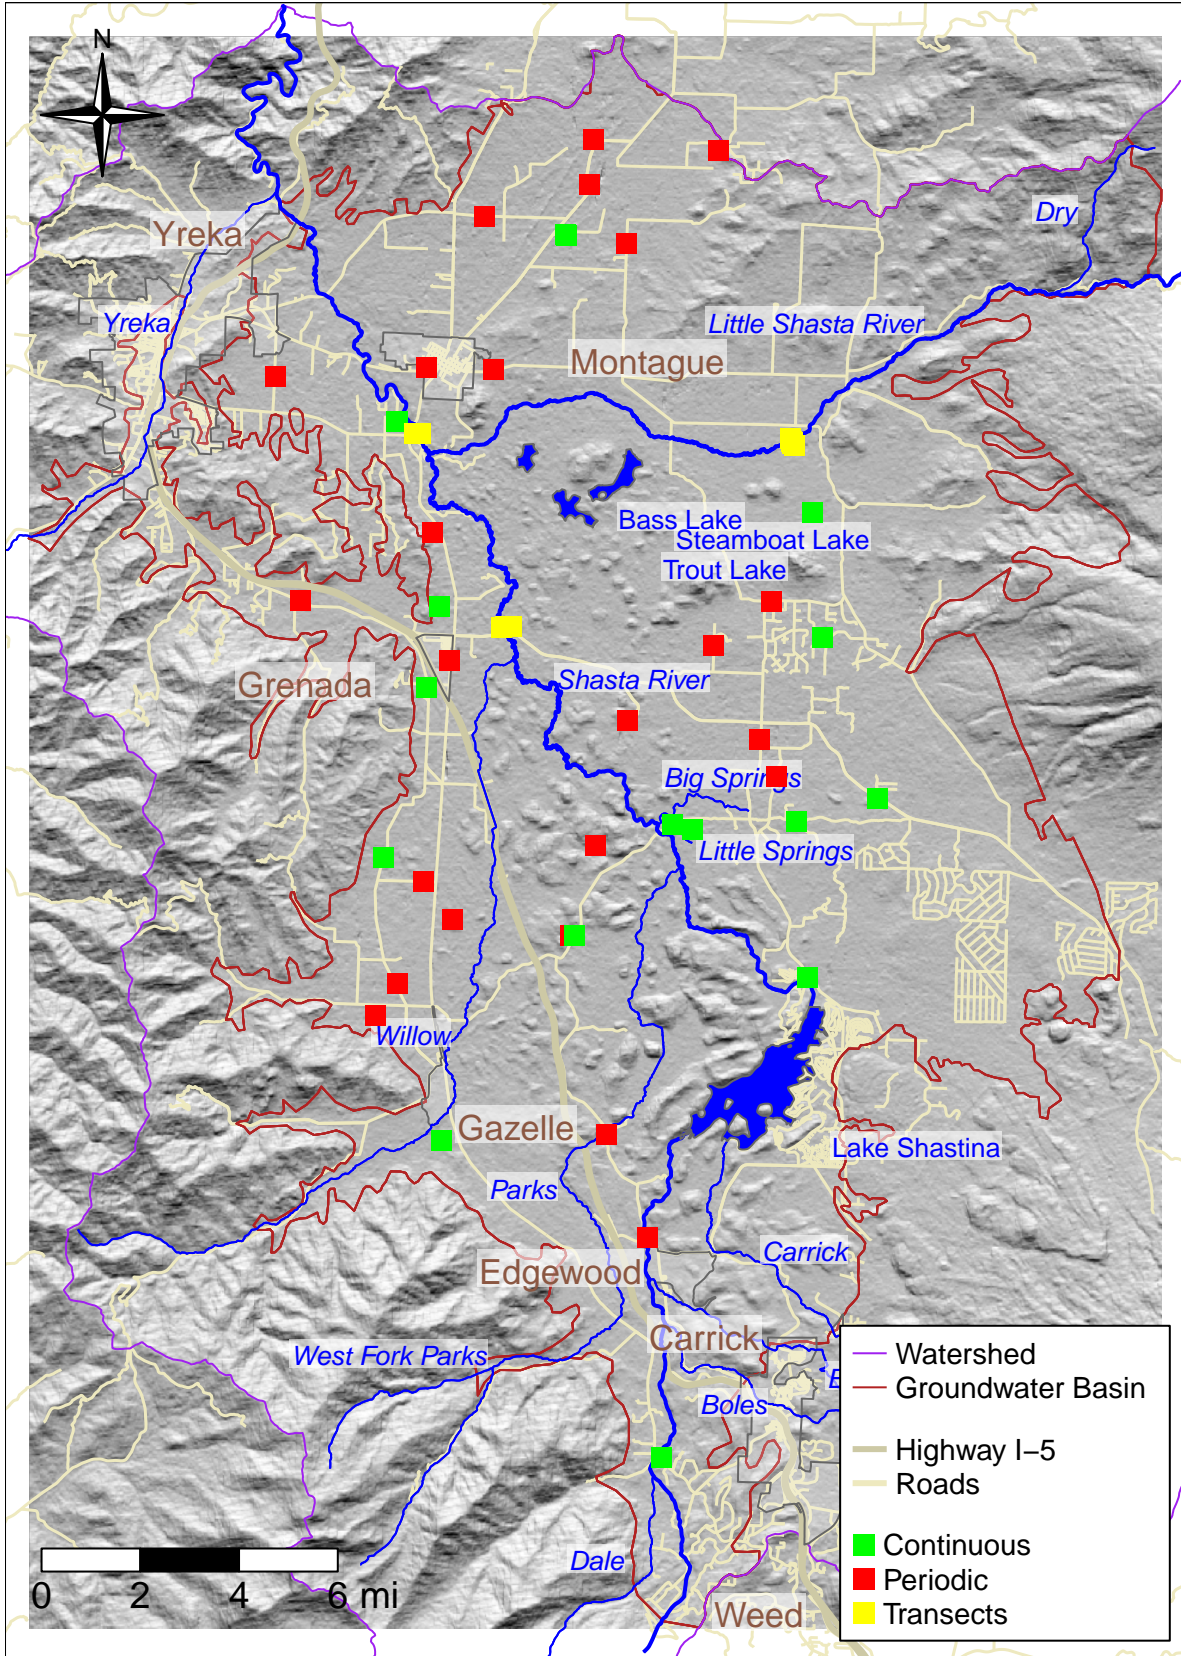 N
Yreka
Dry
Yreka
Little Shasta River
Montague
Bass Lake
Steamboat Lake
Trout Lake
Grenada
Shasta River
Big Springs
Little Springs
Willow
Gazelle
Lake Shastina
Parks
Carrick
Edgewood
Carrick
West Fork Parks
Boles
Dale
Weed
0 2 4 6 mi
Watershed
Groundwater Basin
Highway I–5
Roads
Continuous
Periodic
Transects